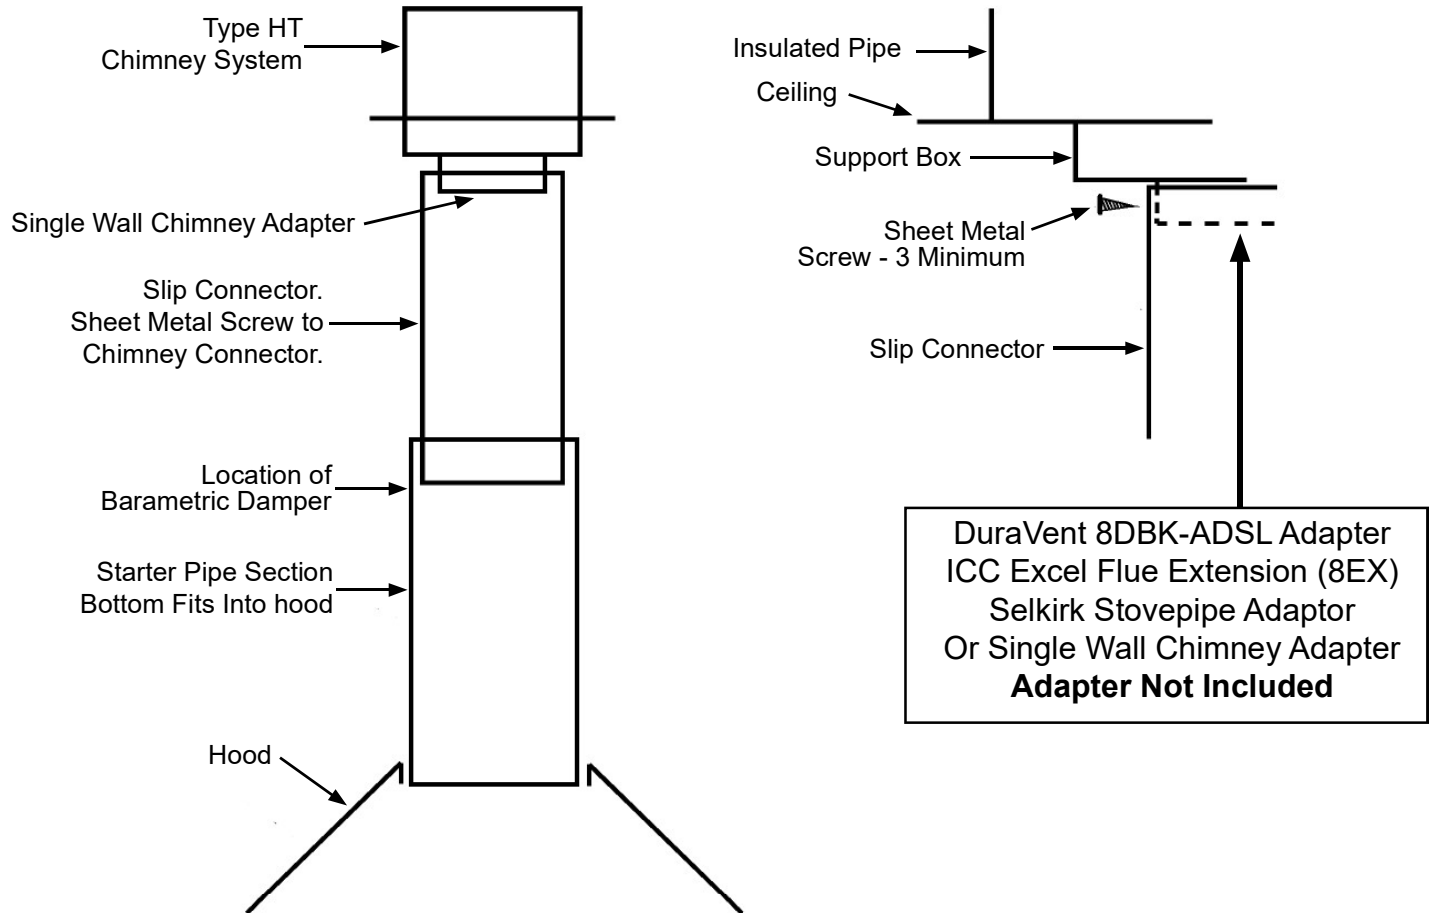 Type HT
Chimney System
Single Wall Chimney Adapter
Slip Connector.
Sheet Metal Screw to
Chimney Connector.
Location of
Barametric Damper
Starter Pipe Section
Bottom Fits Into hood
Hood
Insulated Pipe
Ceiling
Support Box
Sheet Metal
Screw - 3 Minimum
Slip Connector
DuraVent 8DBK-ADSL Adapter
ICC Excel Flue Extension (8EX)
Selkirk Stovepipe Adaptor
Or Single Wall Chimney Adapter
Adapter Not Included